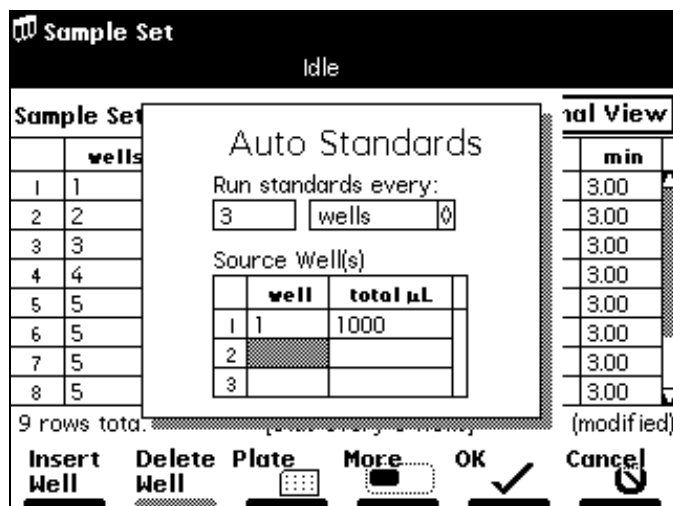 Sample Set
Idle
Sample Set
nal View
wells
min
1 1 3.00
2 2 3.00
3 3 3.00
4 4 3.00
5 5 3.00
6 5 3.00
7 5 3.00
8 5 3.00
Auto Standards
Run standards every:
3 wells
Source Well(s)
well total µL
1 1 1000
2
3
9 rows total
(modified)
Insert Well
Delete Well
Plate
More
OK
Cancel